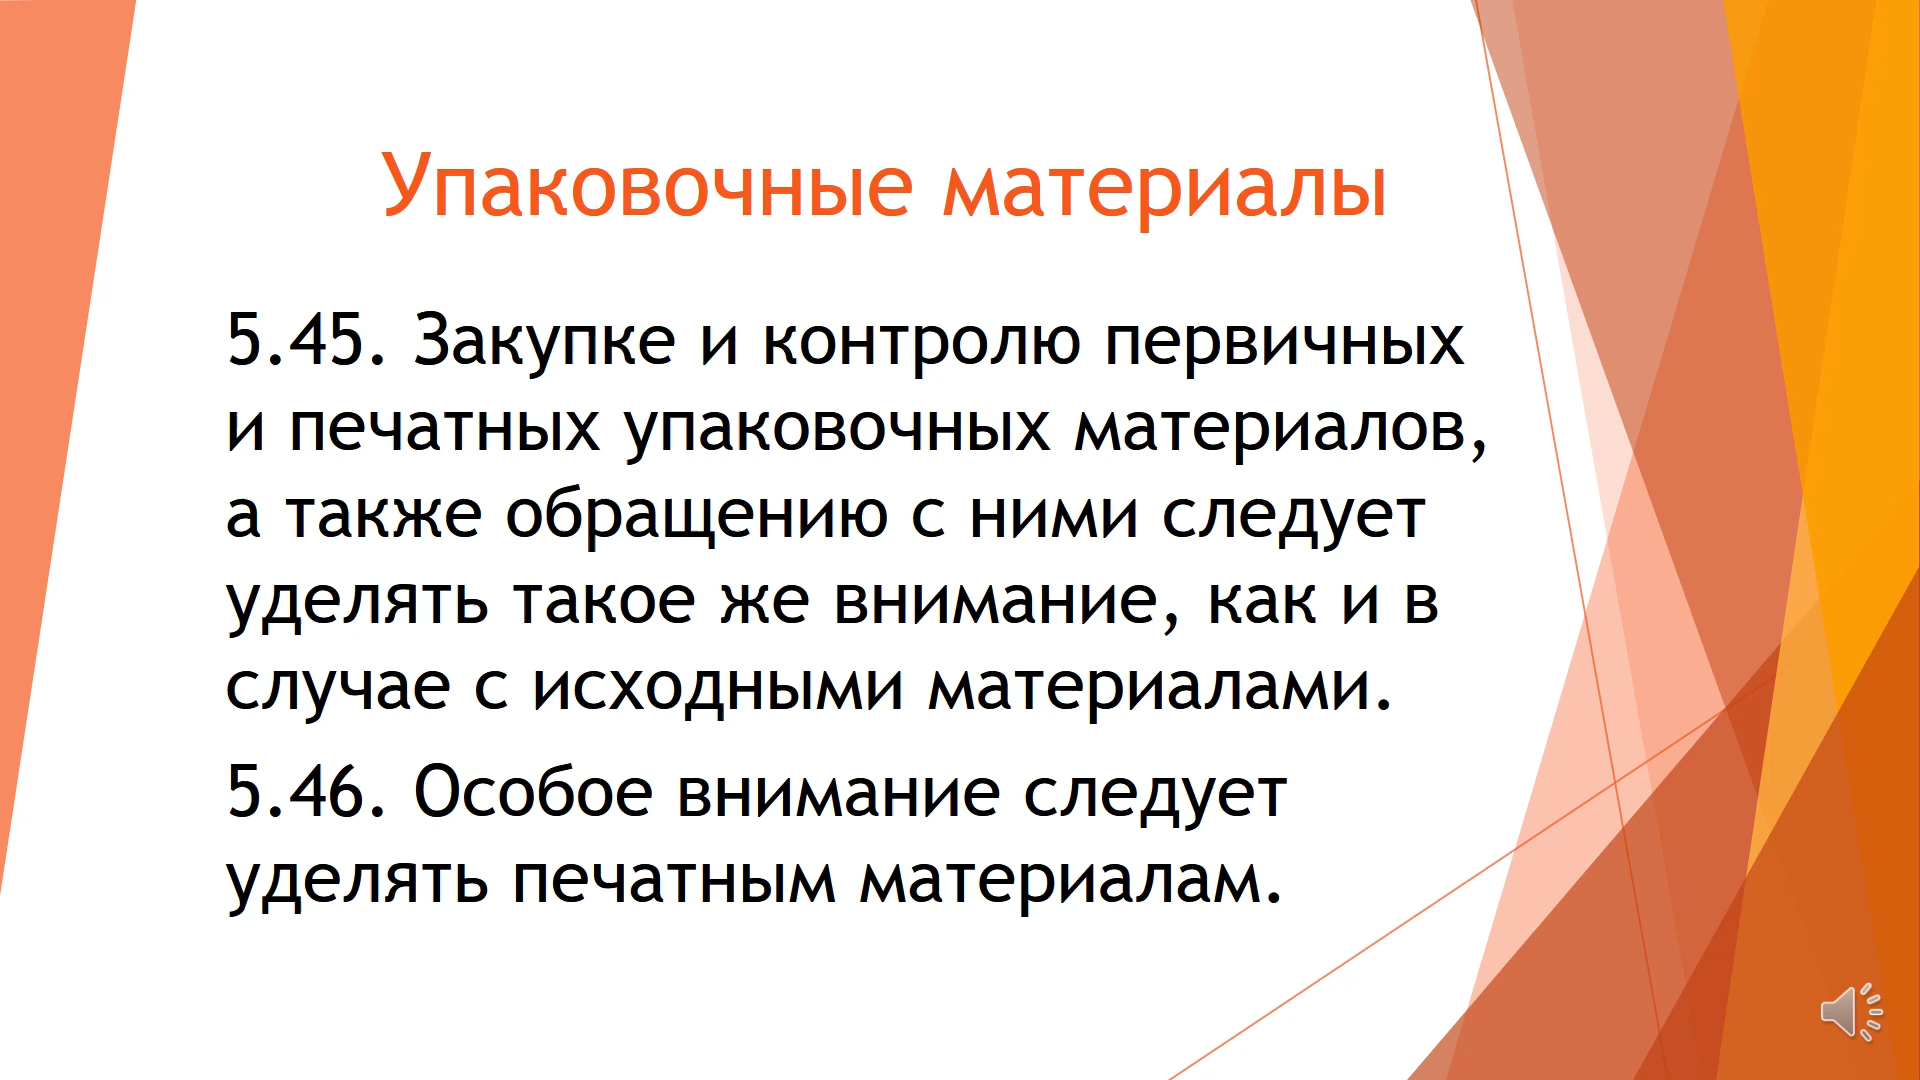 Упаковочные материалы
5.45. Закупке и контролю первичных
и печатных упаковочных материалов,
а также обращению с ними следует
уделять такое же внимание, как и в
случае с исходными материалами.
5.46. Особое внимание следует
уделять печатным материалам.